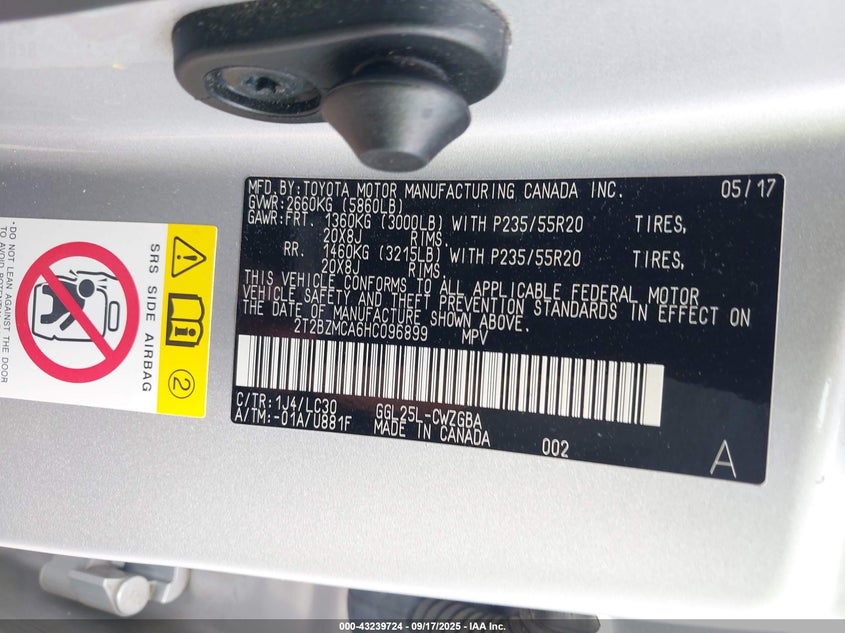 MFD.BY:TOYOTA MOTOR MANUFACTURING CANADA INC. 05/17
GVWR:2660KG (5860LB)
GAWR:FRT. 1360KG (3000LB) WITH P235/55R20 TIRES,
20X8J RIMS.
RR. 1460KG (3215LB) WITH P235/55R20 TIRES,
20X8J RIMS.
THIS VEHICLE CONFORMS TO ALL APPLICABLE FEDERAL MOTOR
VEHICLE SAFETY AND THEFT PREVENTION STANDARDS IN EFFECT ON
THE DATE OF MANUFACTURE SHOWN ABOVE.
2T2BZMCA6HC096899 MPV
C/TR:1J4/LC30 GGL25L-CWZGBA
A/TM:-01A/U881F MADE IN CANADA 002
A
SRS SIDE AIRBAG
2
DO NOT LEAN AGAINST THE DOOR
000-43239724 - 09/17/2025 - IAA Inc.